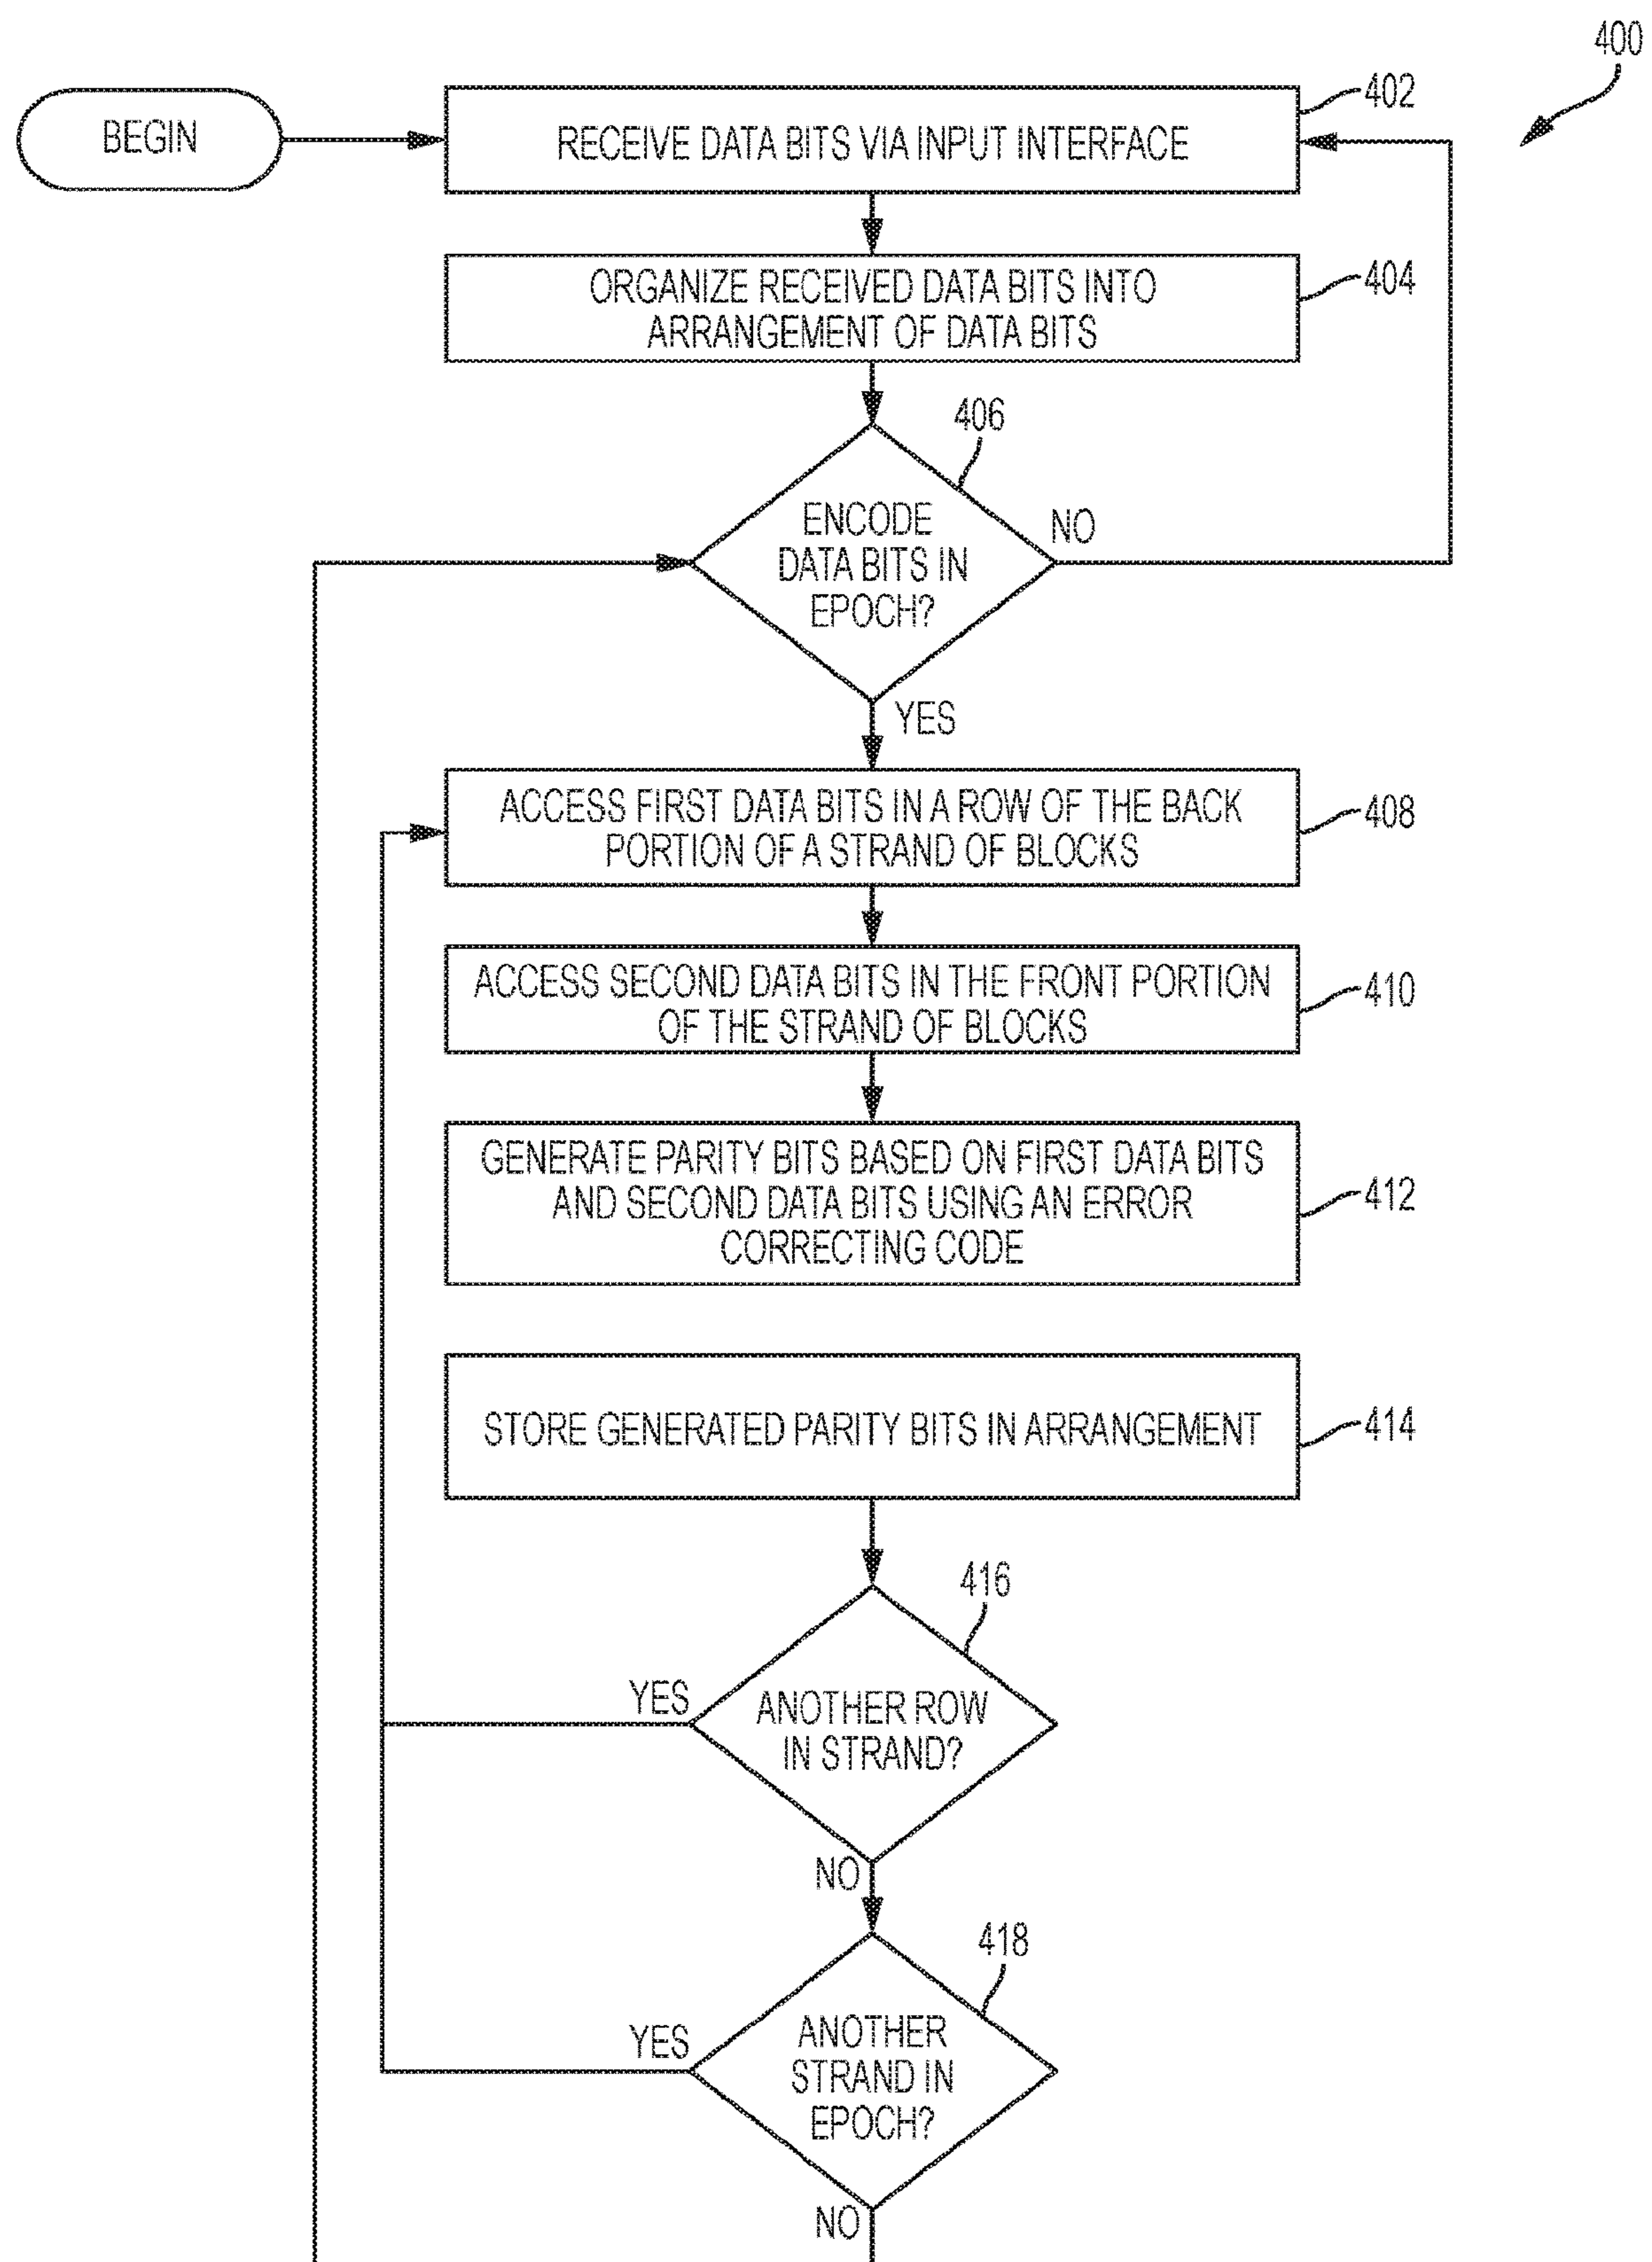 400
BEGIN
402
RECEIVE DATA BITS VIA INPUT INTERFACE
404
ORGANIZE RECEIVED DATA BITS INTO
ARRANGEMENT OF DATA BITS
406
ENCODE
DATA BITS IN
EPOCH?
NO
YES
408
ACCESS FIRST DATA BITS IN A ROW OF THE BACK
PORTION OF A STRAND OF BLOCKS
410
ACCESS SECOND DATA BITS IN THE FRONT PORTION
OF THE STRAND OF BLOCKS
412
GENERATE PARITY BITS BASED ON FIRST DATA BITS
AND SECOND DATA BITS USING AN ERROR
CORRECTING CODE
414
STORE GENERATED PARITY BITS IN ARRANGEMENT
416
YES
ANOTHER ROW
IN STRAND?
NO
418
YES
ANOTHER
STRAND IN
EPOCH?
NO